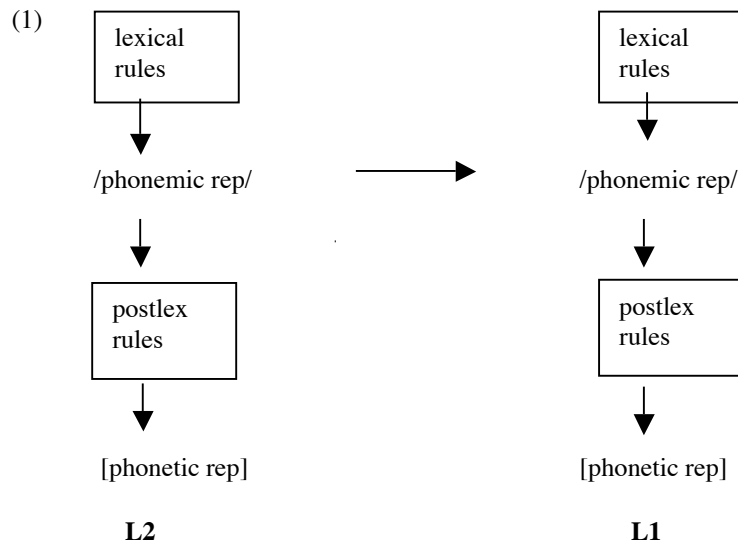 (1)
lexical rules lexical rules
/phonemic rep/ /phonemic rep/
postlex rules postlex rules
[phonetic rep] [phonetic rep]
L2 L1